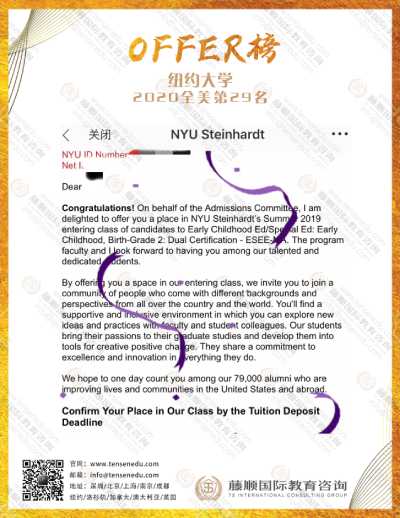 OFFER榜
纽约大学
2020全美第29名
关闭 NYU Steinhardt •••
NYU ID Number
Net I
Dear
Congratulations! On behalf of the Admissions Committee, I am
delighted to offer you a place in NYU Steinhardt's Summer 2019
entering class of candidates to Early Childhood Ed/Special Ed: Early
Childhood, Birth-Grade 2: Dual Certification - ESEE-MA. The program
faculty and I look forward to having you among our talented and
dedicated students.
By offering you a space in our entering class, we invite you to join a
community of people who come with different backgrounds and
perspectives from all over the country and the world. You'll find a
supportive and inclusive environment in which you can explore new
ideas and practices with faculty and student colleagues. Our students
bring their passions to their graduate studies and develop them into
tools for creative positive change. They share a commitment to
excellence and innovation in everything they do.
We hope to one day count you among our 79,000 alumni who are
improving lives and communities in the United States and abroad.
Confirm Your Place in Our Class by the Tuition Deposit
Deadline
官网：www.tensenedu.com
邮箱：info@tensenedu.com
地址：深圳/北京/上海/南京/成都
纽约/洛杉矶/加拿大/澳大利亚/英国
藤顺国际教育咨询
TS INTERNATIONAL CONSULTING GROUP